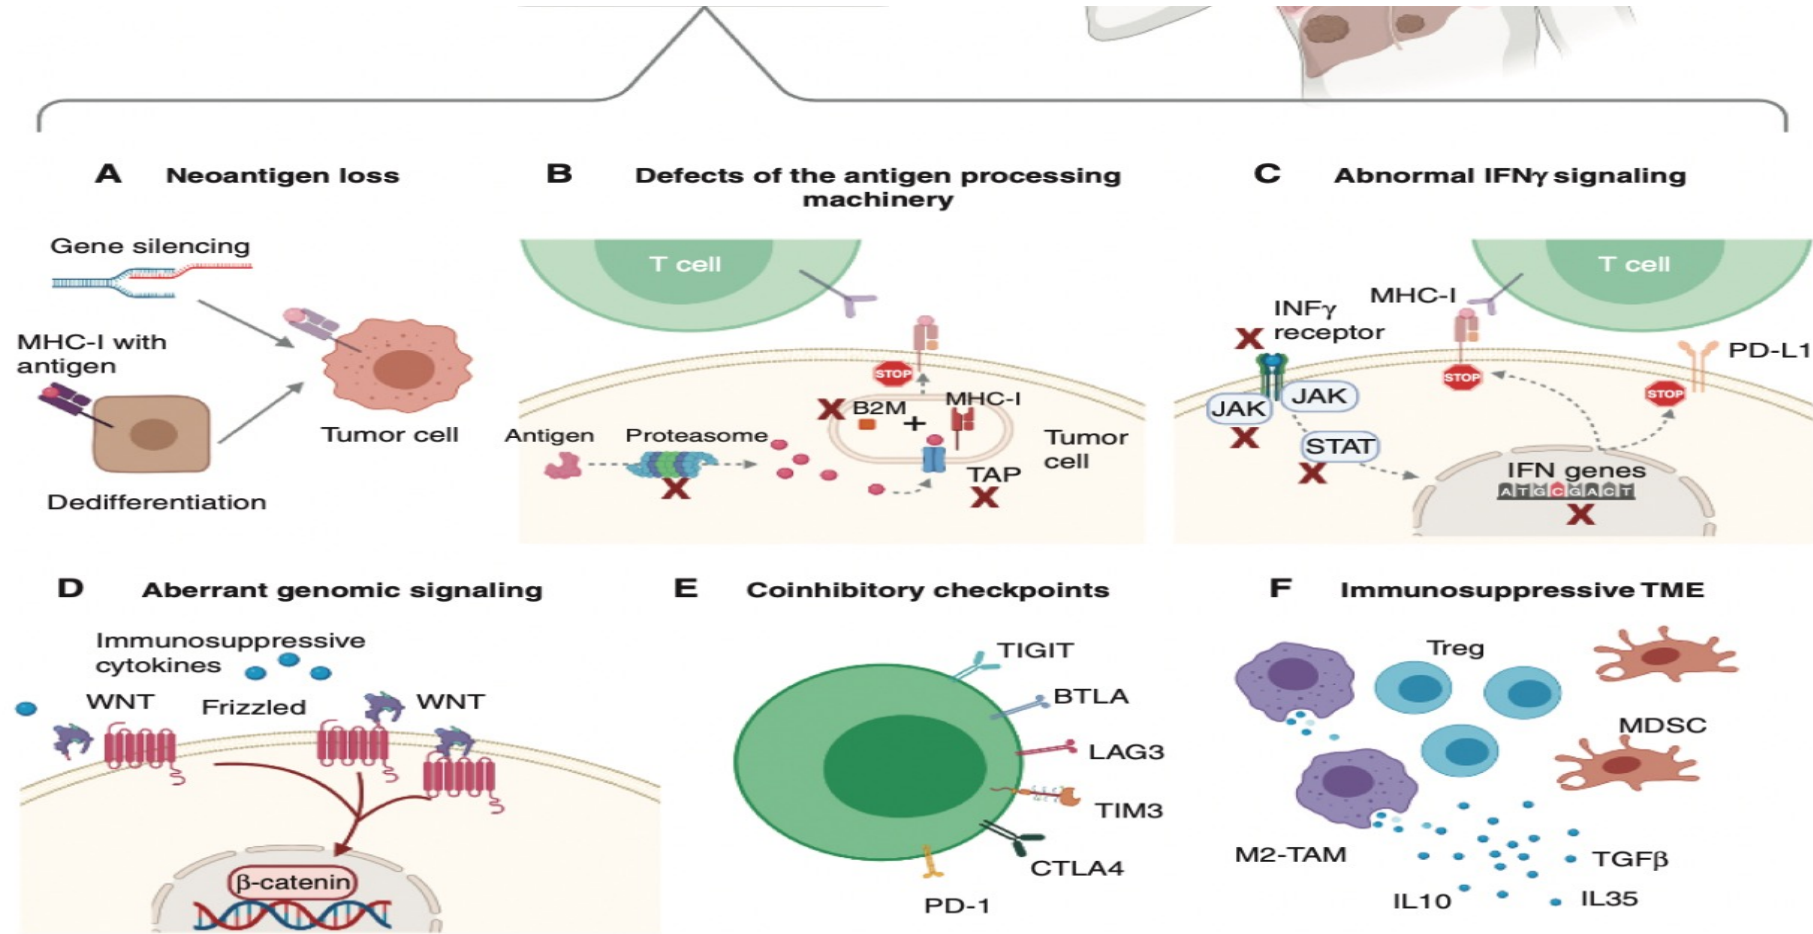 A Neoantigen loss
Gene silencing
MHC-I with
antigen
Tumor cell
Dedifferentiation
B Defects of the antigen processing
machinery
T cell
STOP
B2M
MHC-I
+
Antigen
Proteasome
Tumor
cell
TAP
X
X
X
C Abnormal IFNγ signaling
T cell
MHC-I
INFγ
receptor
X
PD-L1
STOP
STOP
JAK
JAK
X
STAT
X
IFN genes
ATGCGACT
X
D Aberrant genomic signaling
Immunosuppressive
cytokines
WNT
Frizzled
WNT
β-catenin
E Coinhibitory checkpoints
TIGIT
BTLA
LAG3
TIM3
CTLA4
PD-1
F Immunosuppressive TME
Treg
MDSC
M2-TAM
TGFβ
IL10
IL35